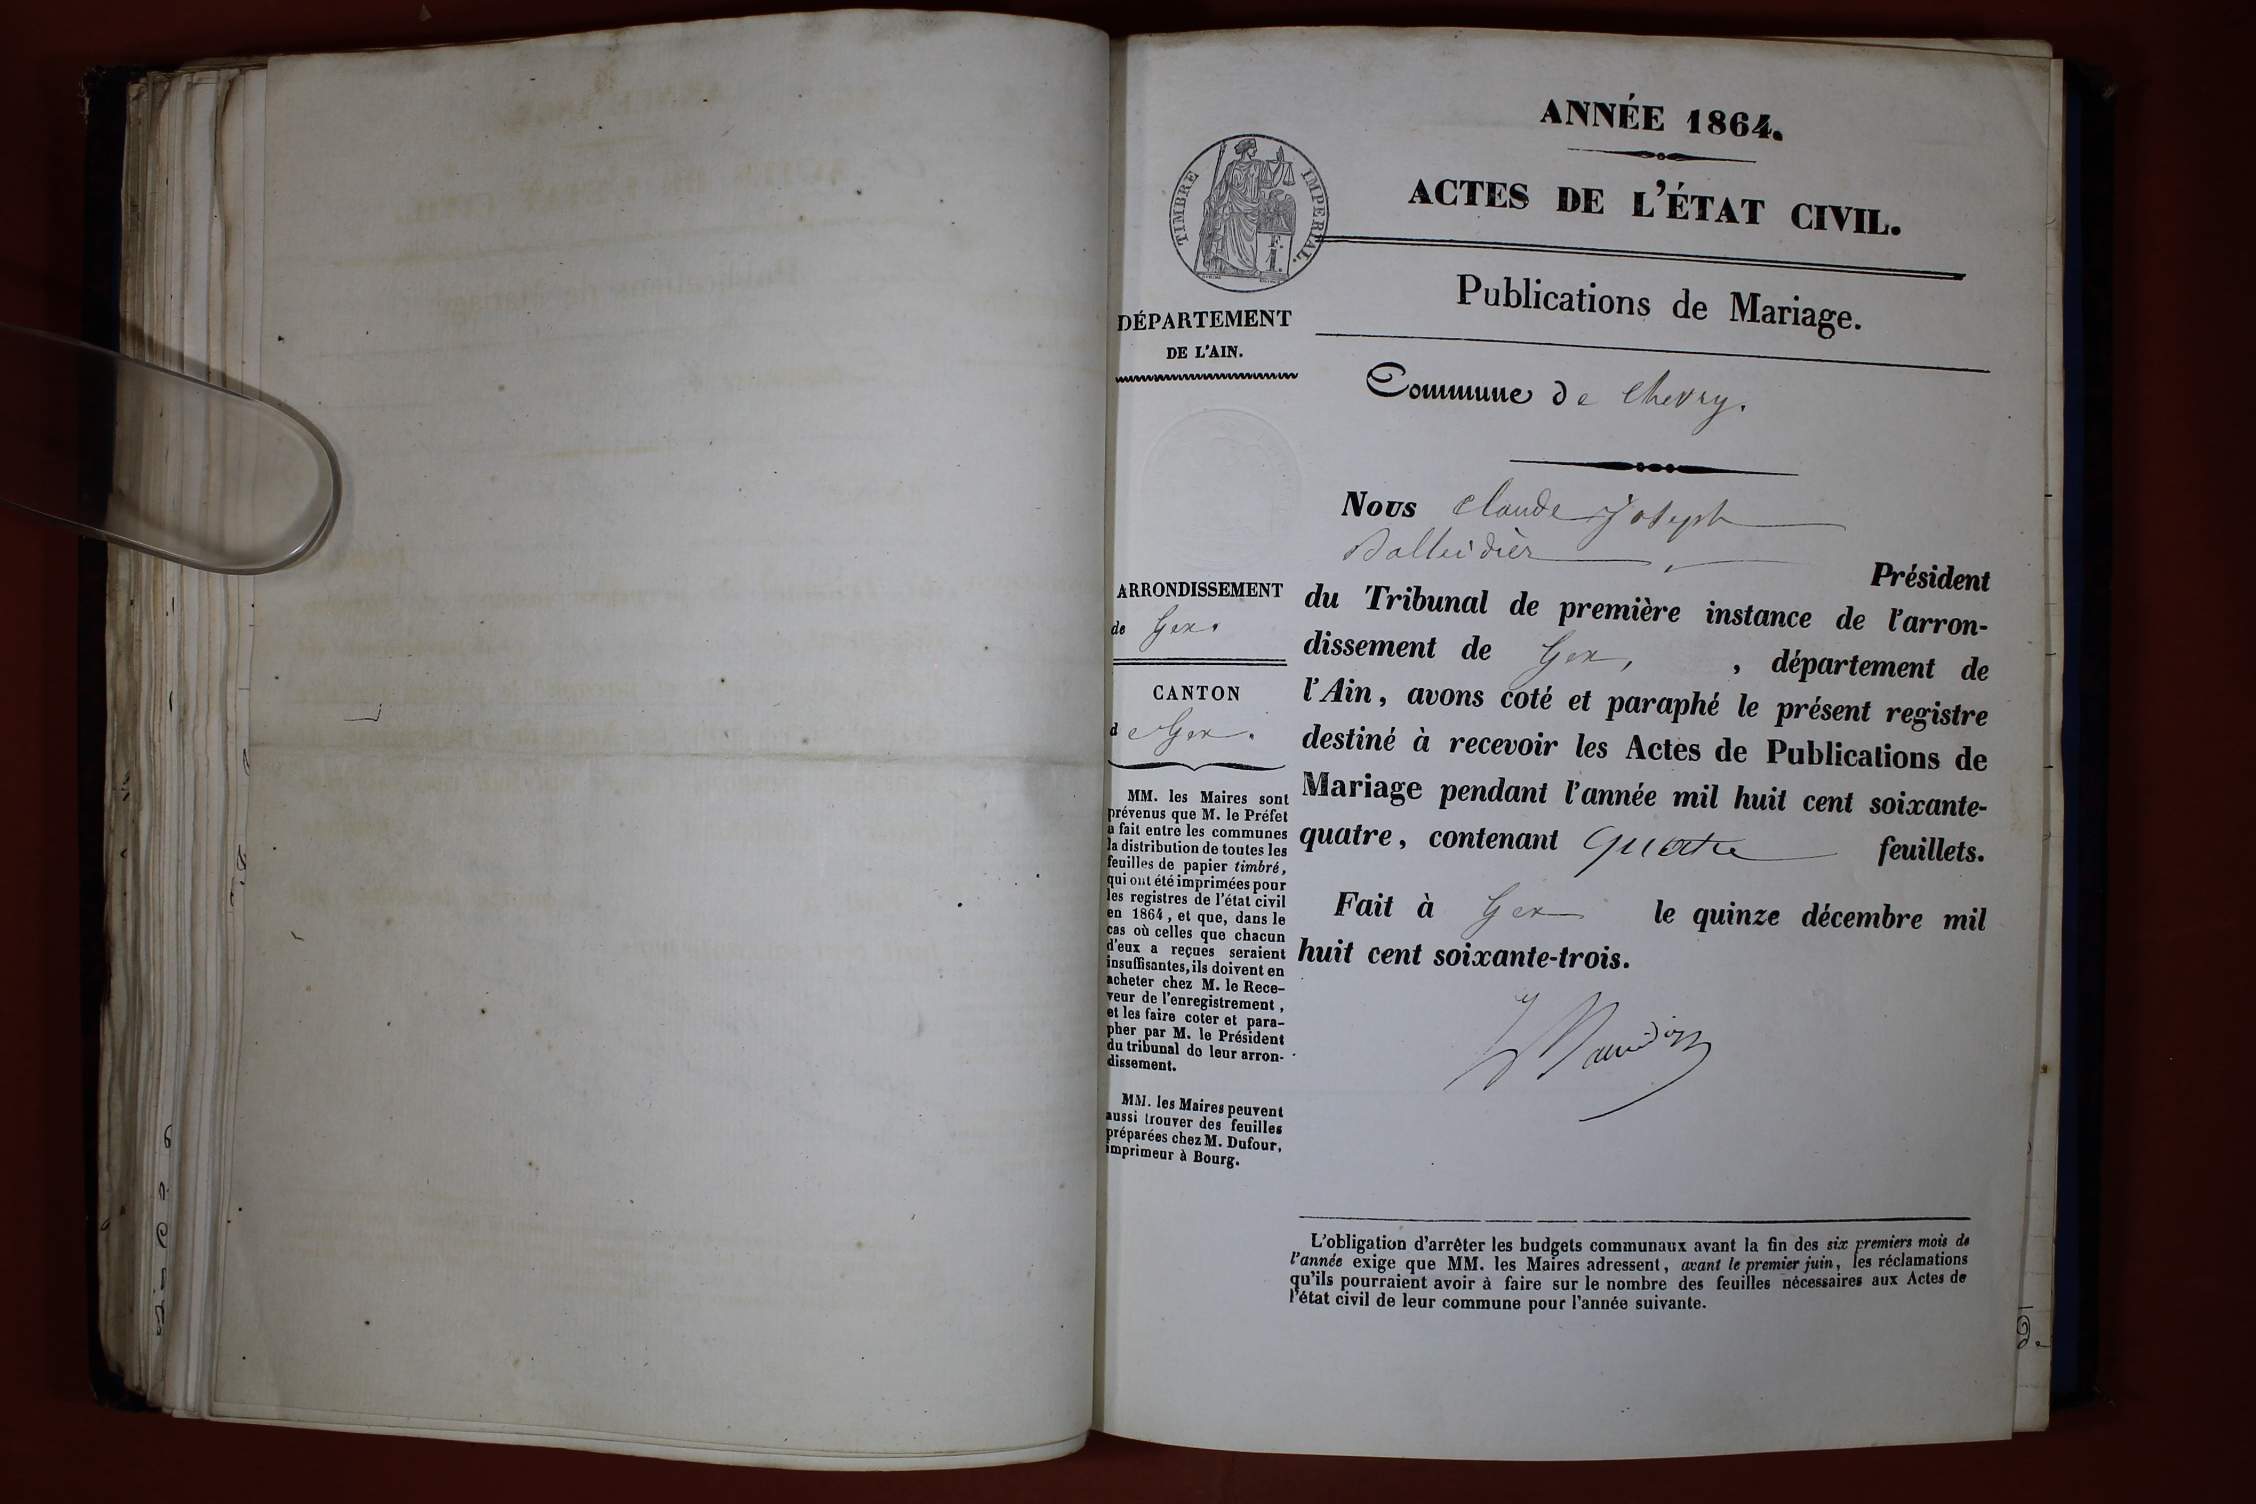 ANNÉE 1864.
ACTES DE L'ÉTAT CIVIL.
TIMBRE IMPERIAL.
F.
1.
Publications de Mariage.
DÉPARTEMENT
DE L'AIN.
Commune de Chevry.
Nous Claude Joseph
Balleidier
Président
du Tribunal de première instance de l'arron-
dissement de Gex, , département de
l'Ain, avons coté et paraphé le présent registre
destiné à recevoir les Actes de Publications de
Mariage pendant l'année mil huit cent soixante-
quatre, contenant quatre feuillets.
Fait à Gex le quinze décembre mil
huit cent soixante-trois.
ARRONDISSEMENT
de Gex.
CANTON
de Gex.
MM. les Maires sont
prévenus que M. le Préfet
a fait entre les communes
la distribution de toutes les
feuilles de papier timbré,
qui ont été imprimées pour
les registres de l'état civil
en 1864, et que, dans le
cas où celles que chacun
d'eux a reçues seraient
insuffisantes, ils doivent en
acheter chez M. le Rece-
veur de l'enregistrement,
et les faire coter et para-
pher par M. le Président
du tribunal de leur arron-
dissement.
MM. les Maires peuvent
aussi trouver des feuilles
préparées chez M. Dufour,
imprimeur à Bourg.
L'obligation d'arrêter les budgets communaux avant la fin des six premiers mois de
l'année exige que MM. les Maires adressent, avant le premier juin, les réclamations
qu'ils pourraient avoir à faire sur le nombre des feuilles nécessaires aux Actes de
l'état civil de leur commune pour l'année suivante.